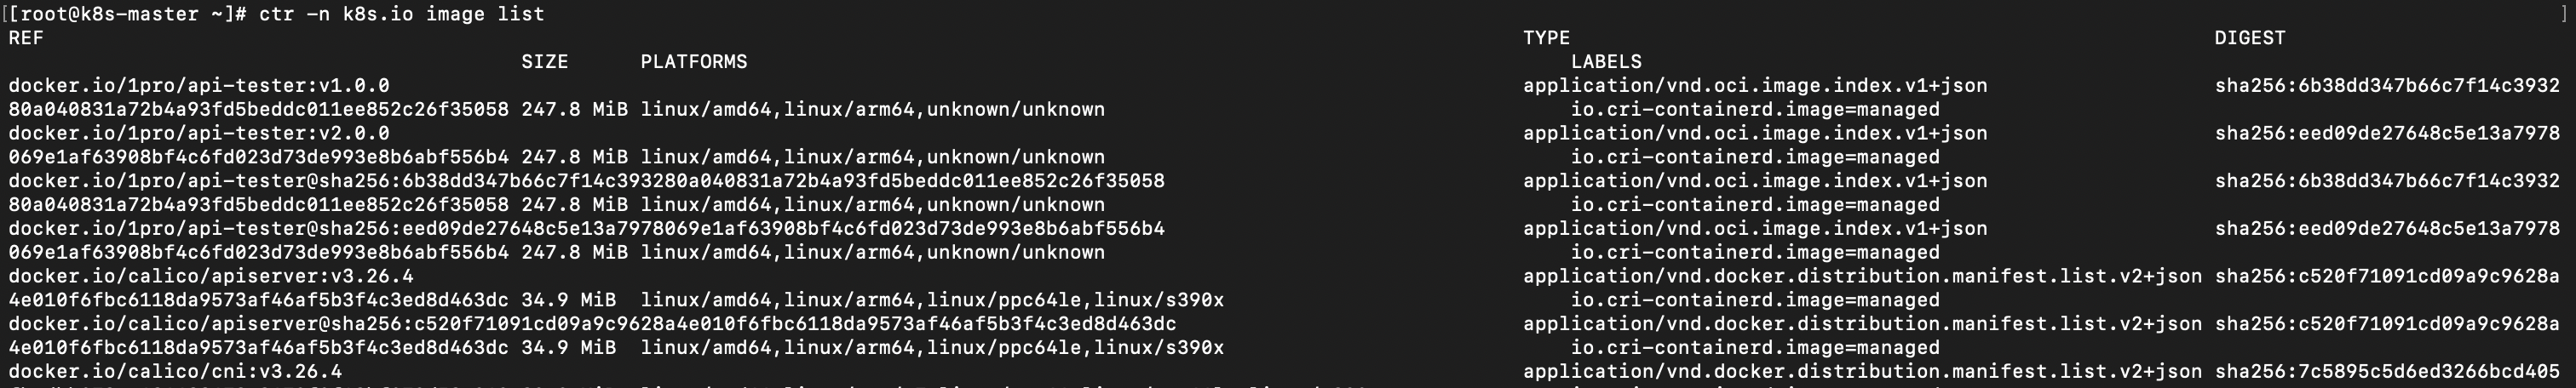 [[root@k8s-master ~]# ctr -n k8s.io image list ]
REF TYPE DIGEST
SIZE PLATFORMS LABELS
docker.io/1pro/api-tester:v1.0.0 application/vnd.oci.image.index.v1+json sha256:6b38dd347b66c7f14c3932
80a040831a72b4a93fd5beddc011ee852c26f35058 247.8 MiB linux/amd64,linux/arm64,unknown/unknown io.cri-containerd.image=managed
docker.io/1pro/api-tester:v2.0.0 application/vnd.oci.image.index.v1+json sha256:eed09de27648c5e13a7978
069e1af63908bf4c6fd023d73de993e8b6abf556b4 247.8 MiB linux/amd64,linux/arm64,unknown/unknown io.cri-containerd.image=managed
docker.io/1pro/api-tester@sha256:6b38dd347b66c7f14c393280a040831a72b4a93fd5beddc011ee852c26f35058 application/vnd.oci.image.index.v1+json sha256:6b38dd347b66c7f14c3932
80a040831a72b4a93fd5beddc011ee852c26f35058 247.8 MiB linux/amd64,linux/arm64,unknown/unknown io.cri-containerd.image=managed
docker.io/1pro/api-tester@sha256:eed09de27648c5e13a7978069e1af63908bf4c6fd023d73de993e8b6abf556b4 application/vnd.oci.image.index.v1+json sha256:eed09de27648c5e13a7978
069e1af63908bf4c6fd023d73de993e8b6abf556b4 247.8 MiB linux/amd64,linux/arm64,unknown/unknown io.cri-containerd.image=managed
docker.io/calico/apiserver:v3.26.4 application/vnd.docker.distribution.manifest.list.v2+json sha256:c520f71091cd09a9c9628a
4e010f6fbc6118da9573af46af5b3f4c3ed8d463dc 34.9 MiB linux/amd64,linux/arm64,linux/ppc64le,linux/s390x io.cri-containerd.image=managed
docker.io/calico/apiserver@sha256:c520f71091cd09a9c9628a4e010f6fbc6118da9573af46af5b3f4c3ed8d463dc application/vnd.docker.distribution.manifest.list.v2+json sha256:c520f71091cd09a9c9628a
4e010f6fbc6118da9573af46af5b3f4c3ed8d463dc 34.9 MiB linux/amd64,linux/arm64,linux/ppc64le,linux/s390x io.cri-containerd.image=managed
docker.io/calico/cni:v3.26.4 application/vnd.docker.distribution.manifest.list.v2+json sha256:7c5895c5d6ed3266bcd405